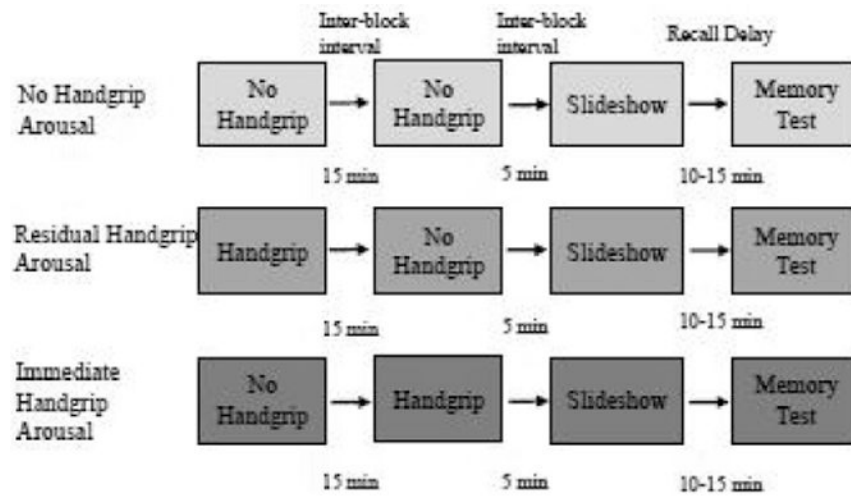 Inter-block
interval
Inter-block
interval
Recall Delay
No Handgrip
Arousal
No
Handgrip
No
Handgrip
Slideshow
Memory
Test
15 min
5 min
10-15 min
Residual Handgrip
Arousal
Handgrip
No
Handgrip
Slideshow
Memory
Test
15 min
5 min
10-15 min
Immediate
Handgrip
Arousal
No
Handgrip
Handgrip
Slideshow
Memory
Test
15 min
5 min
10-15 min